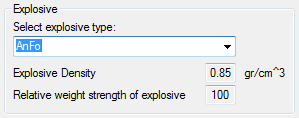 Explosive
Select explosive type:
AnFo
Explosive Density 0.85 gr/cm^3
Relative weight strength of explosive 100